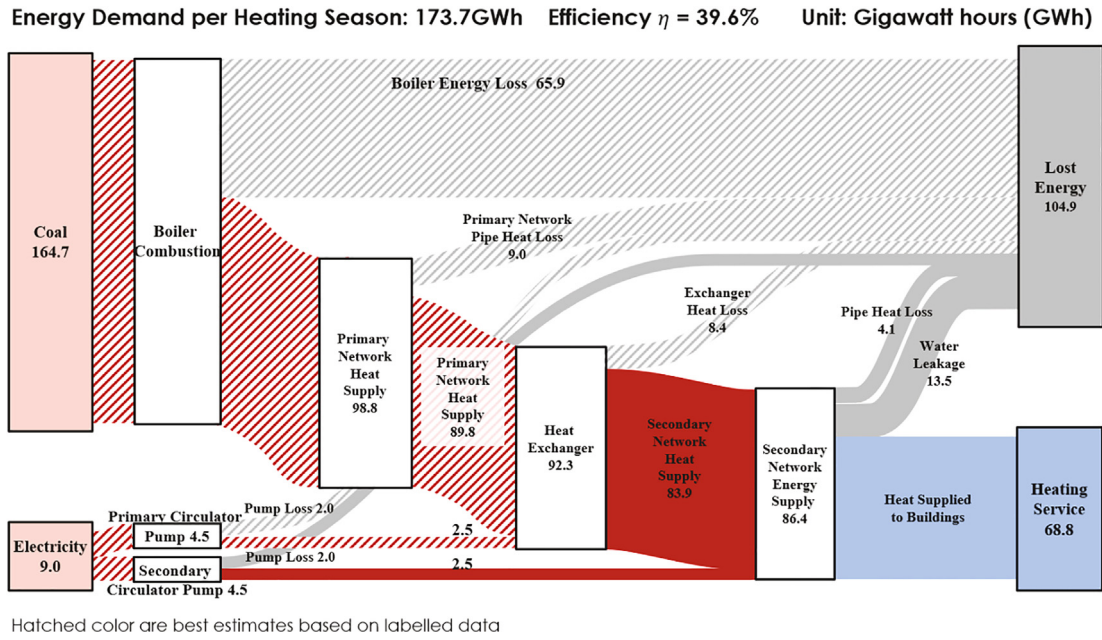 Energy Demand per Heating Season: 173.7GWh Efficiency η = 39.6% Unit: Gigawatt hours (GWh)
Boiler Energy Loss 65.9
Coal
164.7
Boiler
Combustion
Lost
Energy
104.9
Primary Network
Pipe Heat Loss
9.0
Exchanger
Heat Loss
8.4
Pipe Heat Loss
4.1
Water
Leakage
13.5
Primary
Network
Heat
Supply
98.8
Primary
Network
Heat
Supply
89.8
Heat
Exchanger
92.3
Secondary
Network
Heat
Supply
83.9
Secondary
Network
Energy
Supply
86.4
Heat Supplied
to Buildings
Heating
Service
68.8
Electricity
9.0
Primary Circulator
Pump 4.5
Pump Loss 2.0
2.5
Secondary
Circulator Pump 4.5
Pump Loss 2.0
2.5
Hatched color are best estimates based on labelled data